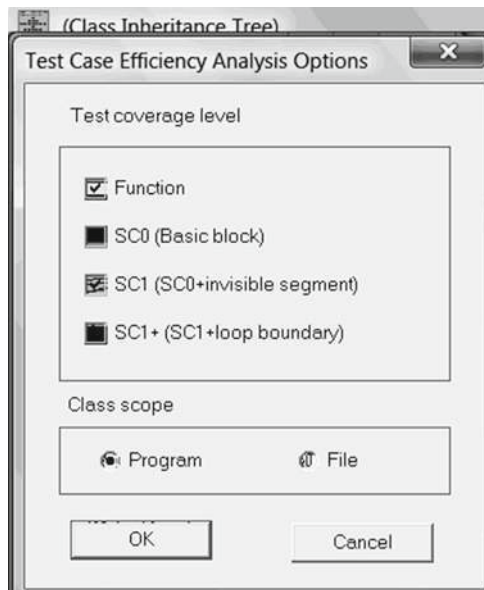 (Class Inheritance Tree)
Test Case Efficiency Analysis Options
Test coverage level
Function
SC0 (Basic block)
SC1 (SC0+invisible segment)
SC1+ (SC1+loop boundary)
Class scope
Program File
OK Cancel